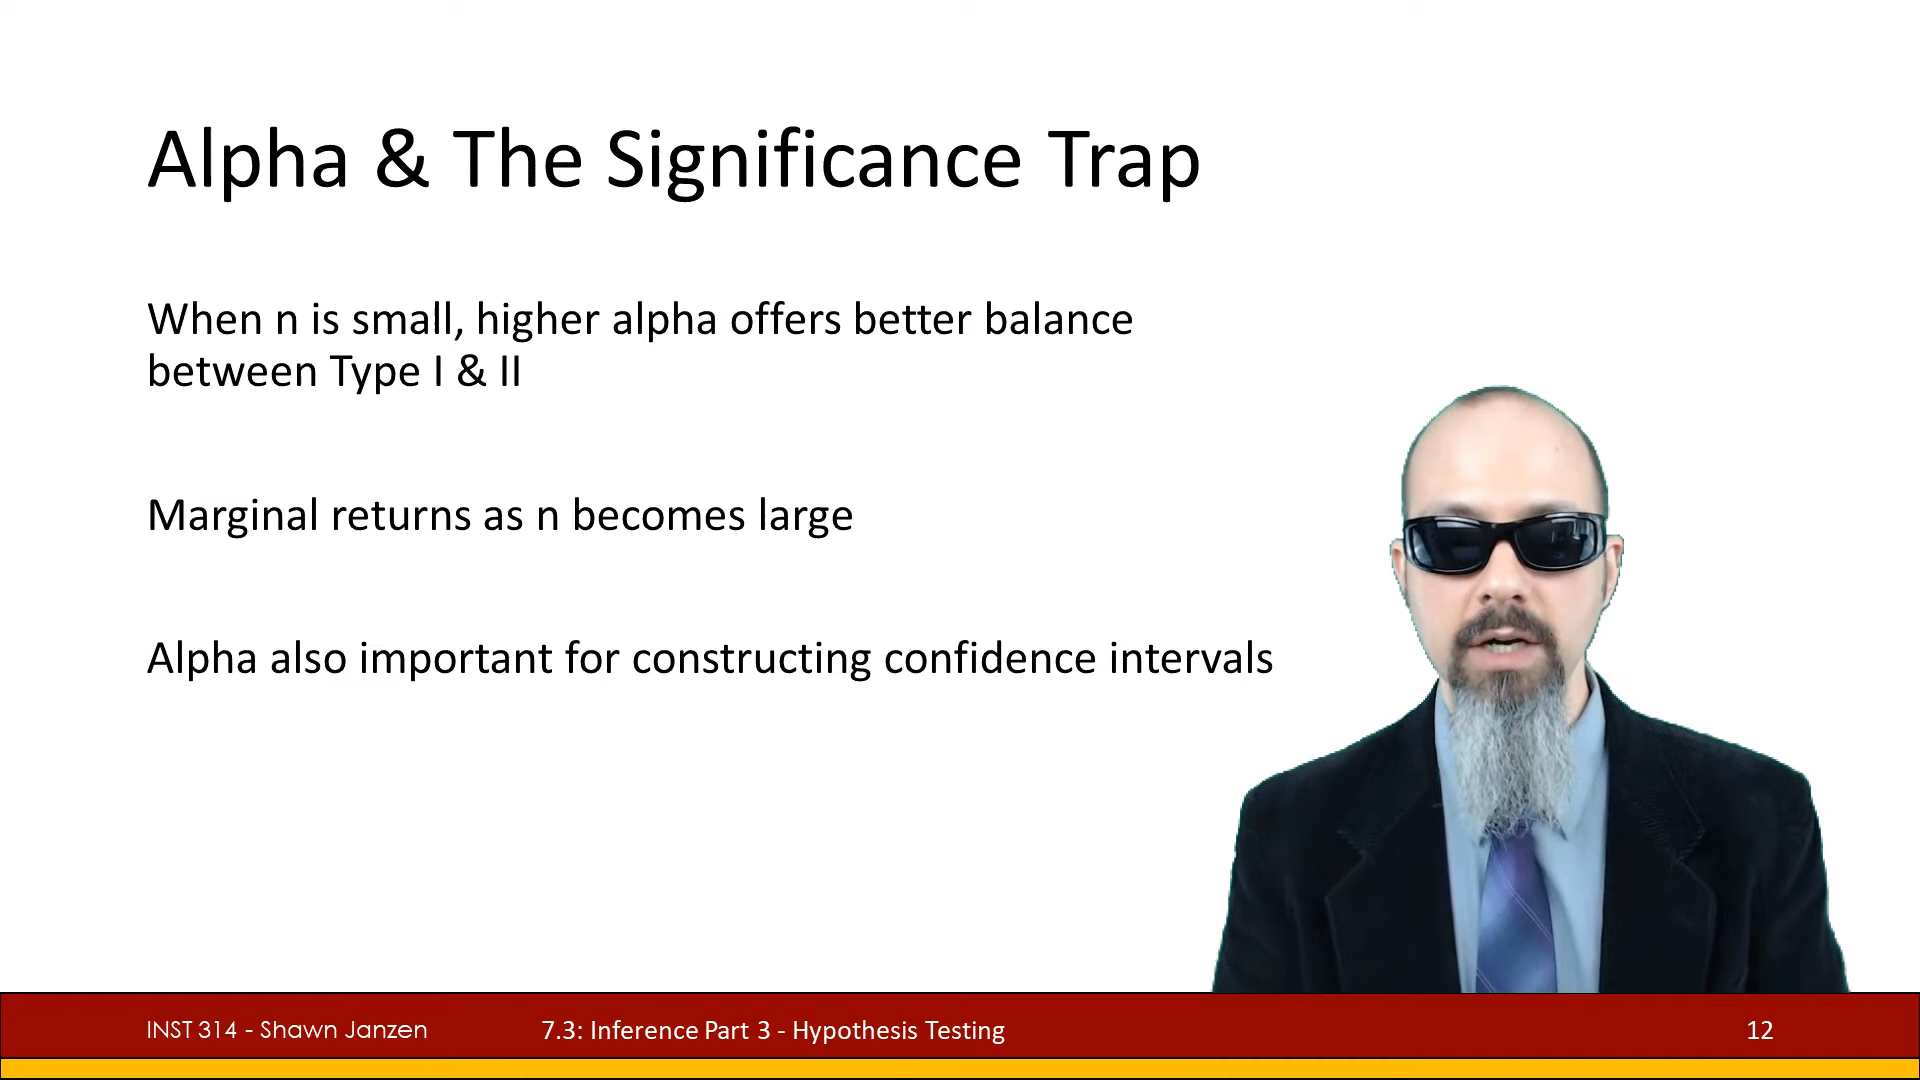 Alpha & The Significance Trap
When n is small, higher alpha offers better balance
between Type I & II
Marginal returns as n becomes large
Alpha also important for constructing confidence intervals
INST 314 - Shawn Janzen
7.3: Inference Part 3 - Hypothesis Testing
12